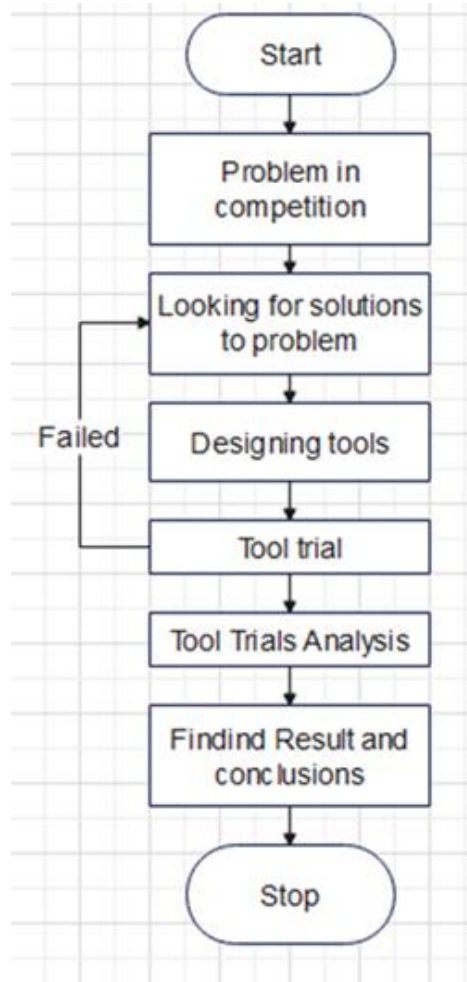 Start
Problem in
competition
Looking for solutions
to problem
Failed
Designing tools
Tool trial
Tool Trials Analysis
Findind Result and
conclusions
Stop